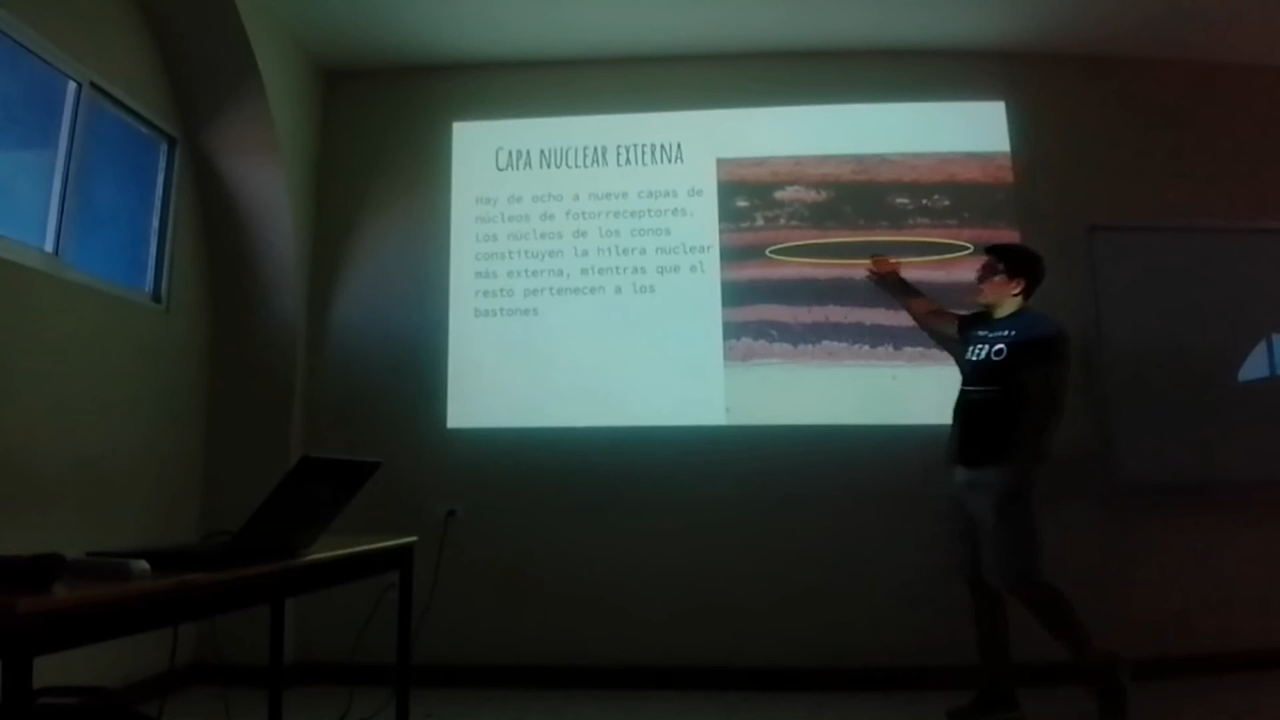 CAPA NUCLEAR EXTERNA
Hay de ocho a nueve capas de
núcleos de fotorreceptores.
Los núcleos de los conos
constituyen la hilera nuclear
más externa, mientras que el
resto pertenecen a los
bastones